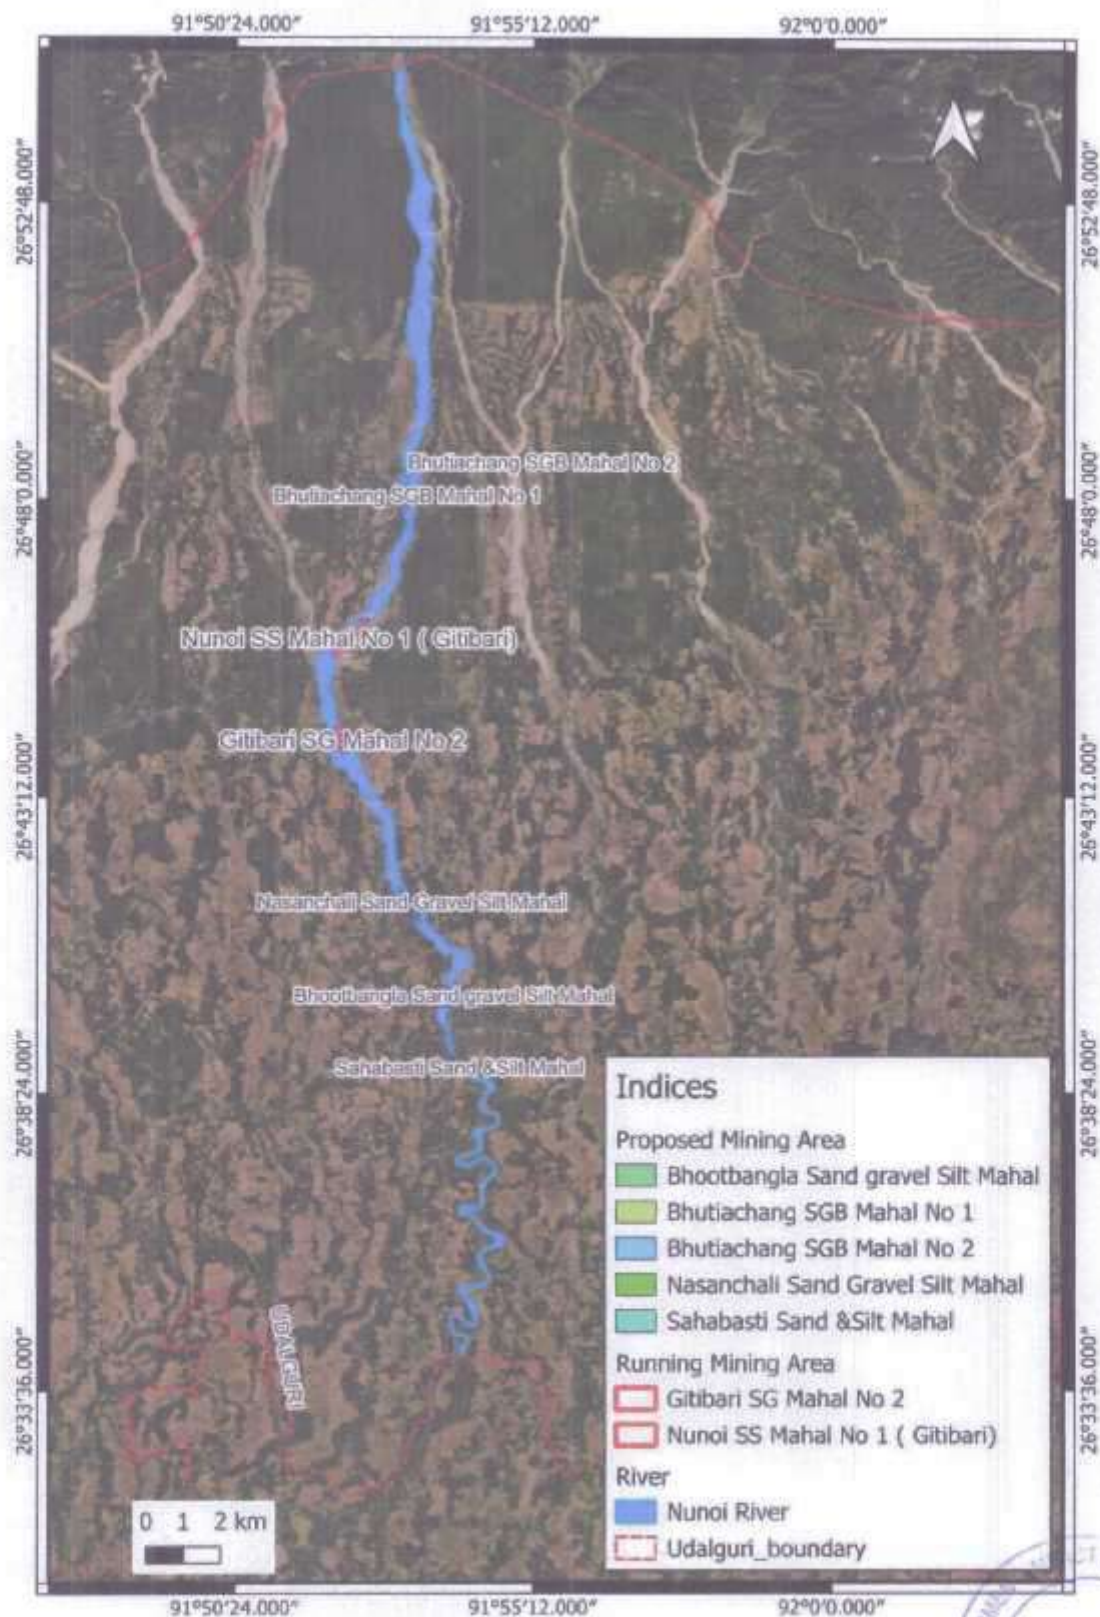 91°50'24.000" 91°55'12.000" 92°0'0.000"
26°52'48.000" 26°52'48.000"
Bhutiachang SGB Mahal No 2
Bhutiachang SGB Mahal No 1
26°48'0.000" 26°48'0.000"
Nunoi SS Mahal No 1 ( Gitibari)
Gitibari SG Mahal No 2
26°43'12.000" 26°43'12.000"
Nasanchali Sand Gravel Silt Mahal
Bhootbangla Sand gravel Silt Mahal
Sahabasti Sand &Silt Mahal
26°38'24.000" 26°38'24.000"
Indices
Proposed Mining Area
Bhootbangla Sand gravel Silt Mahal
Bhutiachang SGB Mahal No 1
Bhutiachang SGB Mahal No 2
Nasanchali Sand Gravel Silt Mahal
Sahabasti Sand &Silt Mahal
UDALGURI
26°33'36.000" 26°33'36.000"
Running Mining Area
Gitibari SG Mahal No 2
Nunoi SS Mahal No 1 ( Gitibari)
River
Nunoi River
Udalguri_boundary
0 1 2 km
91°50'24.000" 91°55'12.000" 92°0'0.000"